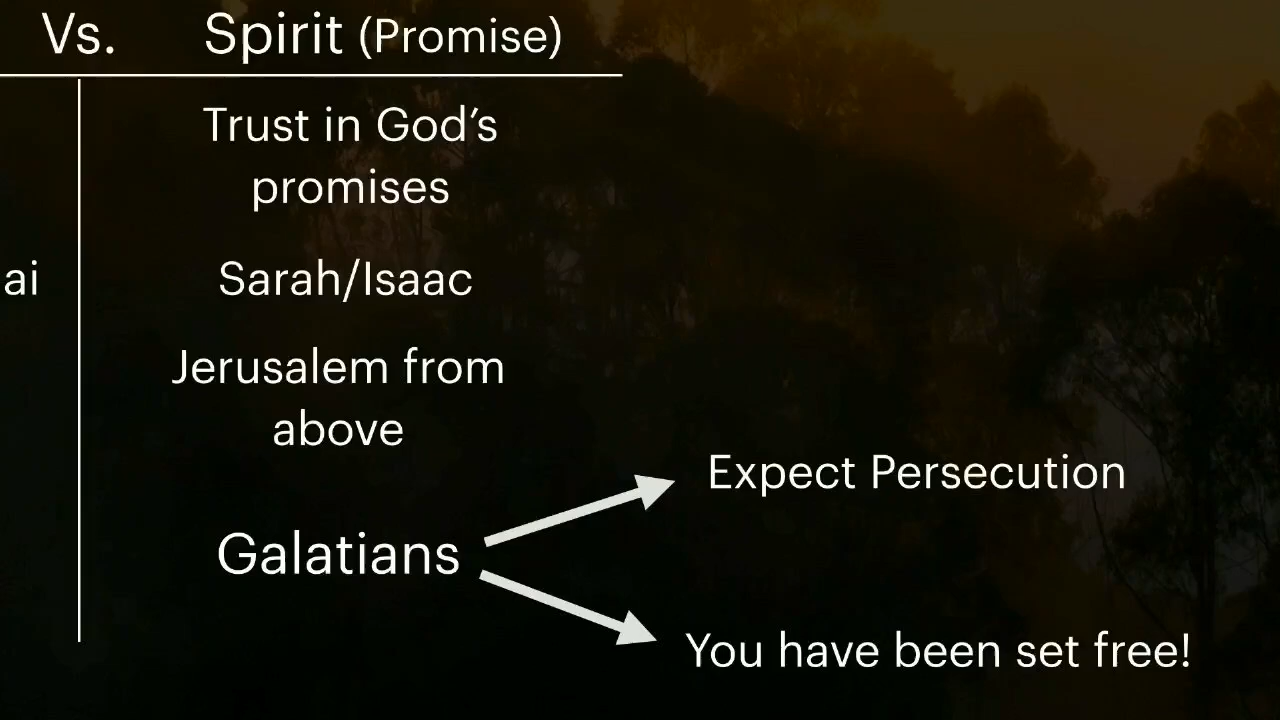 Vs. Spirit (Promise)
Trust in God’s
promises
ai Sarah/Isaac
Jerusalem from
above
Expect Persecution
Galatians
You have been set free!